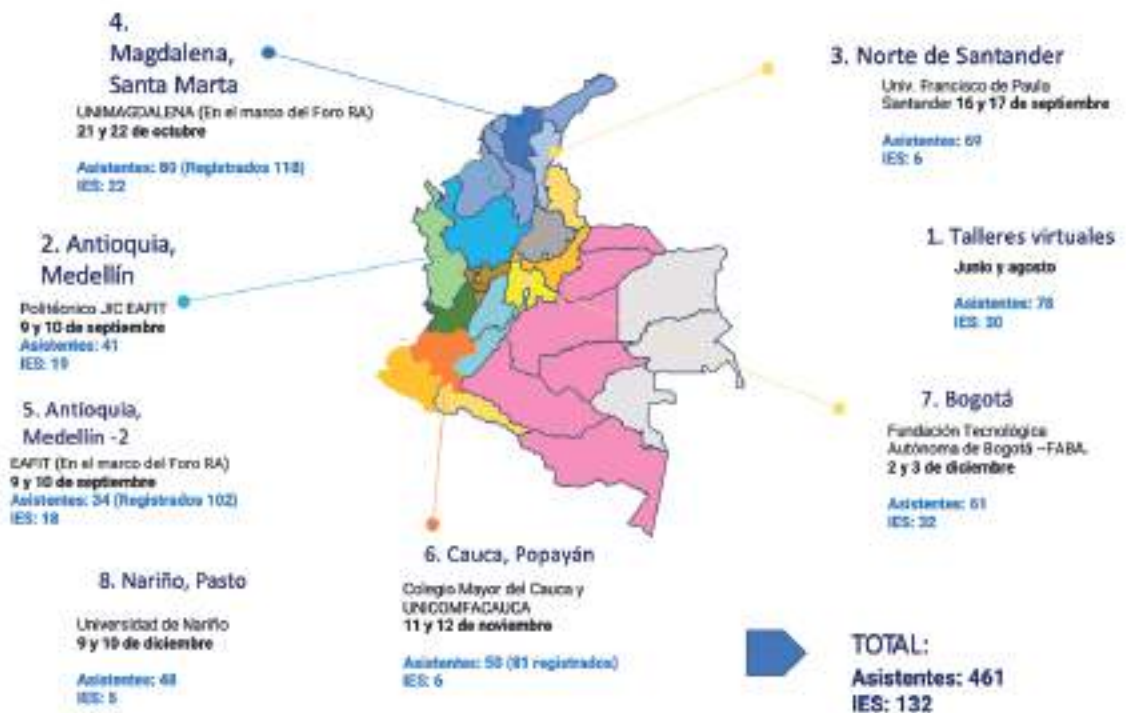 4.
Magdalena,
Santa Marta
UNIMAGDALENA (En el marco del Foro RA)
21 y 22 de octubre
Asistentes: 80 (Registrados 118)
IES: 22
3. Norte de Santander
Univ. Francisco de Paula
Santander 16 y 17 de septiembre
Asistentes: 69
IES: 6
2. Antioquia,
Medellín
Politécnico JIC EAFIT
9 y 10 de septiembre
Asistentes: 41
IES: 19
1. Talleres virtuales
Junio y agosto
Asistentes: 78
IES: 30
5. Antioquia,
Medellín -2
EAFIT (En el marco del Foro RA)
9 y 10 de septiembre
Asistentes: 34 (Registrados 102)
IES: 18
7. Bogotá
Fundación Tecnológica
Autónoma de Bogotá –FABA.
2 y 3 de diciembre
Asistentes: 61
IES: 32
6. Cauca, Popayán
Colegio Mayor del Cauca y
UNICOMFACAUCA
11 y 12 de noviembre
Asistentes: 50 (81 registrados)
IES: 6
8. Nariño, Pasto
Universidad de Nariño
9 y 10 de diciembre
Asistentes: 48
IES: 5
TOTAL:
Asistentes: 461
IES: 132